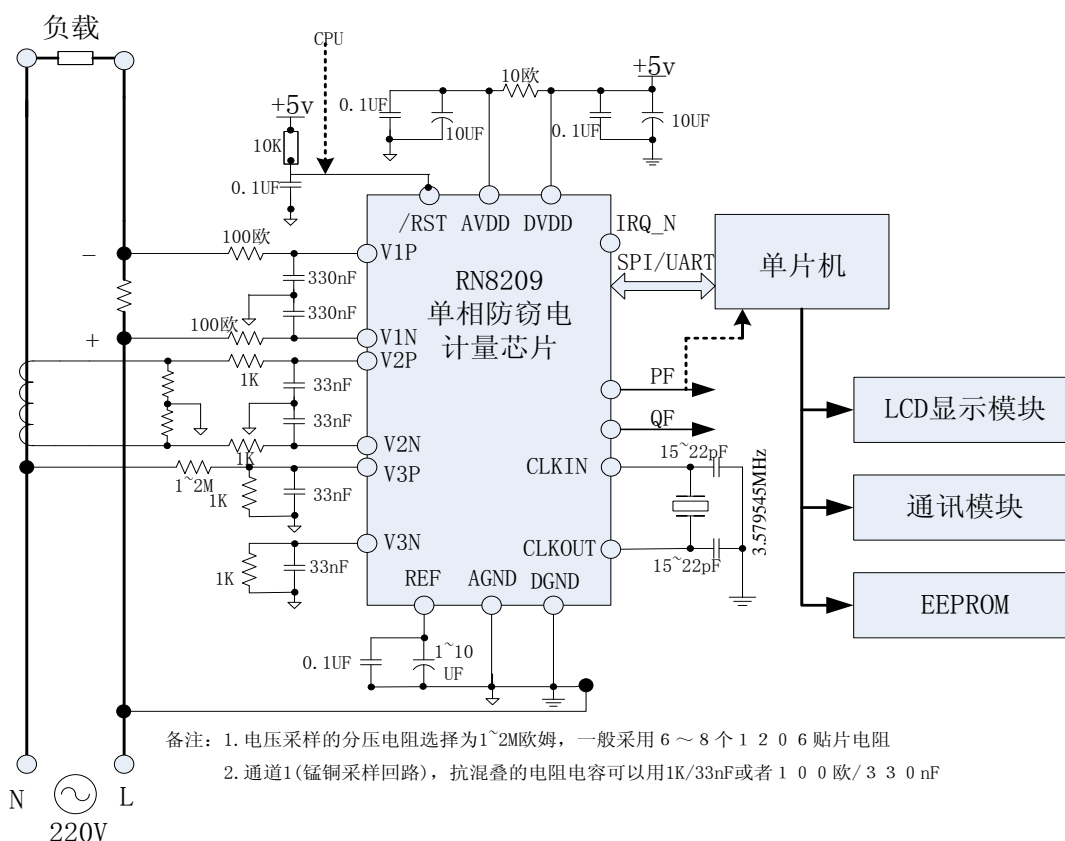 负载
CPU
+5v
10K
0.1UF
0.1UF
10UF
10欧
+5v
0.1UF
10UF
/RST AVDD DVDD
IRQ_N
SPI/UART
单片机
－
100欧
V1P
330nF
330nF
RN8209
单相防窃电
计量芯片
＋
100欧
V1N
V2P
1K
33nF
33nF
PF
QF
LCD显示模块
1K
V2N
V3P
1~2M
1K
33nF
CLKIN
15~22pF
3.579545MHz
通讯模块
V3N
1K
33nF
CLKOUT
15~22pF
REF AGND DGND
EEPROM
0.1UF
1~10
UF
备注：1.电压采样的分压电阻选择为1~2M欧姆，一般采用６～８个１２０６贴片电阻
2.通道1(锰铜采样回路)，抗混叠的电阻电容可以用1K/33nF或者１００欧/３３０nF
N
L
220V